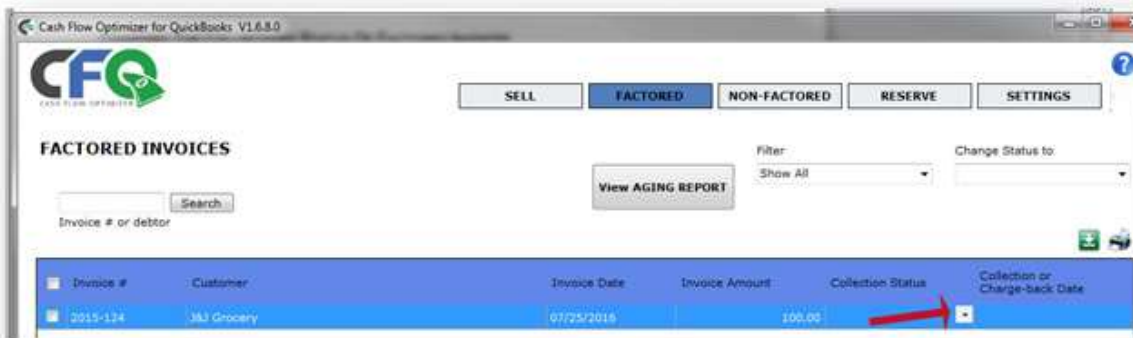 Cash Flow Optimizer for QuickBooks V1.6.8.0
CFO
CASH FLOW OPTIMIZER
?
SELL FACTORED NON-FACTORED RESERVE SETTINGS
FACTORED INVOICES
Filter
Change Status to
Show All
View AGING REPORT
Search
Invoice # or debtor
Invoice # Customer Invoice Date Invoice Amount Collection Status Collection or
Charge-back Date
2015-124 J&J Grocery 07/25/2016 100.00